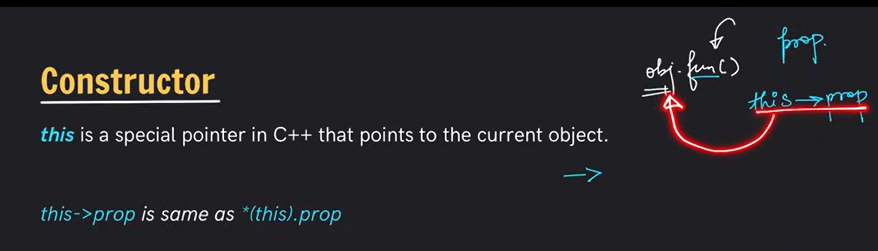 Constructor
this is a special pointer in C++ that points to the current object.
this->prop is same as *(this).prop
obj.fun()
prop.
this→prop
→